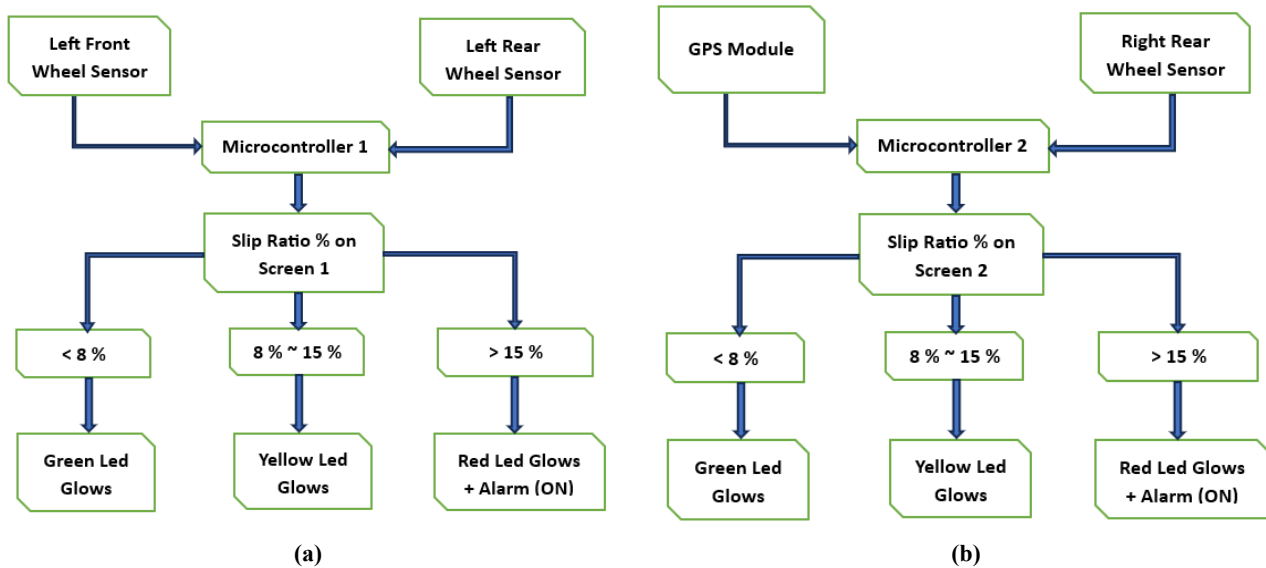 Left Front
Wheel Sensor
Left Rear
Wheel Sensor
Microcontroller 1
Slip Ratio % on
Screen 1
< 8 %
8 % ~ 15 %
> 15 %
Green Led
Glows
Yellow Led
Glows
Red Led Glows
+ Alarm (ON)
(a)
GPS Module
Right Rear
Wheel Sensor
Microcontroller 2
Slip Ratio % on
Screen 2
< 8 %
8 % ~ 15 %
> 15 %
Green Led
Glows
Yellow Led
Glows
Red Led Glows
+ Alarm (ON)
(b)